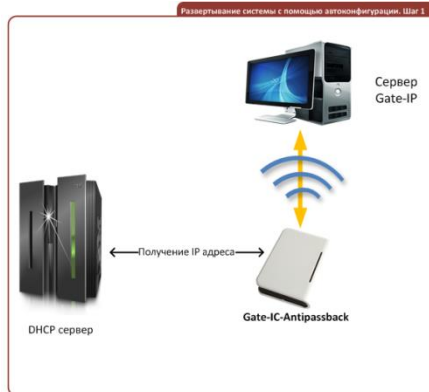 Развертывание системы с помощью автоконфигурации. Шаг 1
Сервер
Gate-IP
Получение IP адреса
Gate-IC-Antipassback
DHCP сервер